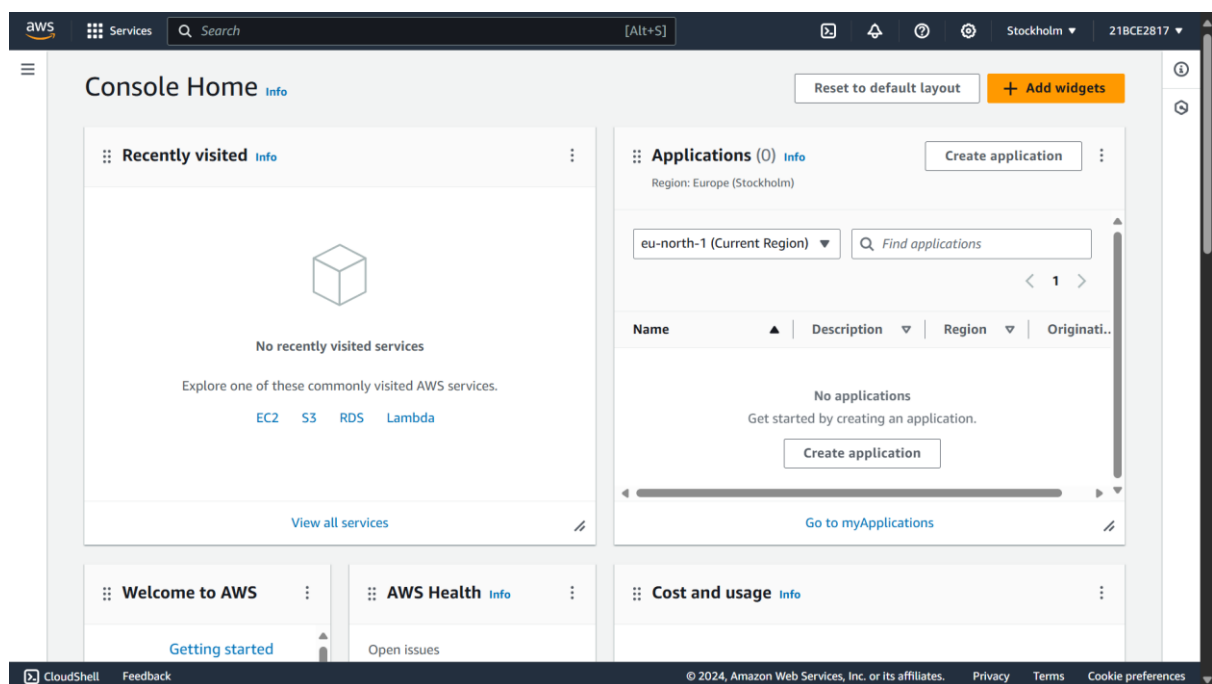 aws Services Search [Alt+S] Stockholm ▼ 21BCE2817 ▼
Console Home Info
Reset to default layout
+ Add widgets
Recently visited Info
No recently visited services
Explore one of these commonly visited AWS services.
EC2 S3 RDS Lambda
View all services
Applications (0) Info
Create application
Region: Europe (Stockholm)
eu-north-1 (Current Region) ▼
Find applications
< 1 >
Name Description Region Originati..
No applications
Get started by creating an application.
Create application
Go to myApplications
Welcome to AWS
Getting started
AWS Health Info
Open issues
Cost and usage Info
CloudShell Feedback © 2024, Amazon Web Services, Inc. or its affiliates. Privacy Terms Cookie preferences